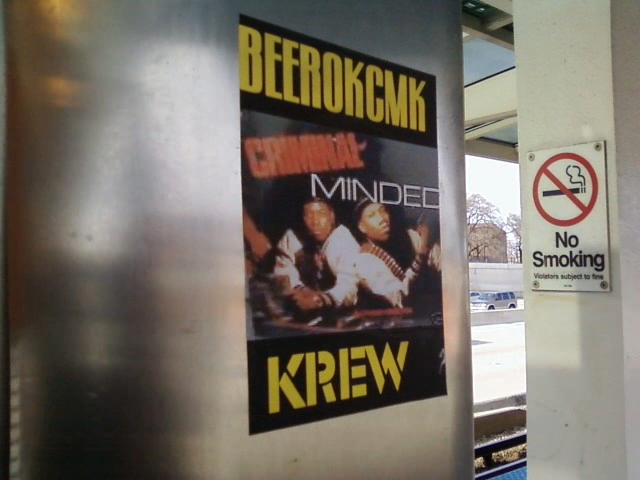 BEEROKCMK
CRIMINAL
MINDED
KREW
No
Smoking
Violators subject to fine